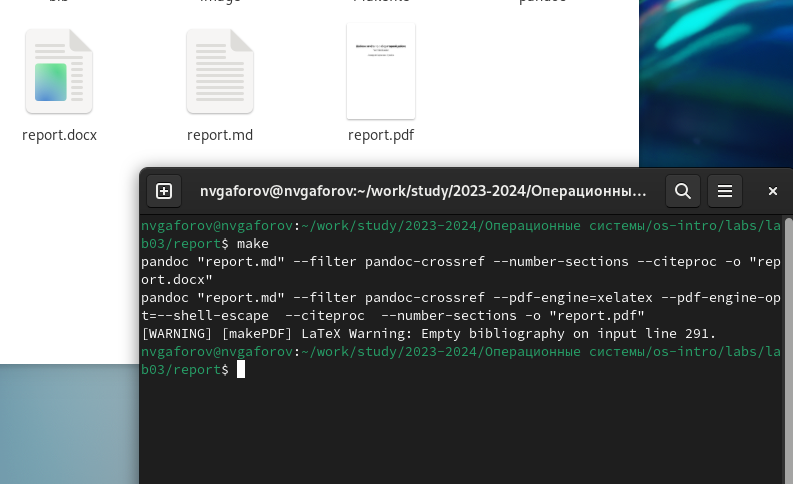 report.docx
report.md
report.pdf
nvgaforov@nvgaforov:~/work/study/2023-2024/Операционны...
nvgaforov@nvgaforov:~/work/study/2023-2024/Операционные системы/os-intro/labs/la
b03/report$ make
pandoc "report.md" --filter pandoc-crossref --number-sections --citeproc -o "rep
ort.docx"
pandoc "report.md" --filter pandoc-crossref --pdf-engine=xelatex --pdf-engine-op
t=--shell-escape  --citeproc  --number-sections -o "report.pdf"
[WARNING] [makePDF] LaTeX Warning: Empty bibliography on input line 291.
nvgaforov@nvgaforov:~/work/study/2023-2024/Операционные системы/os-intro/labs/la
b03/report$